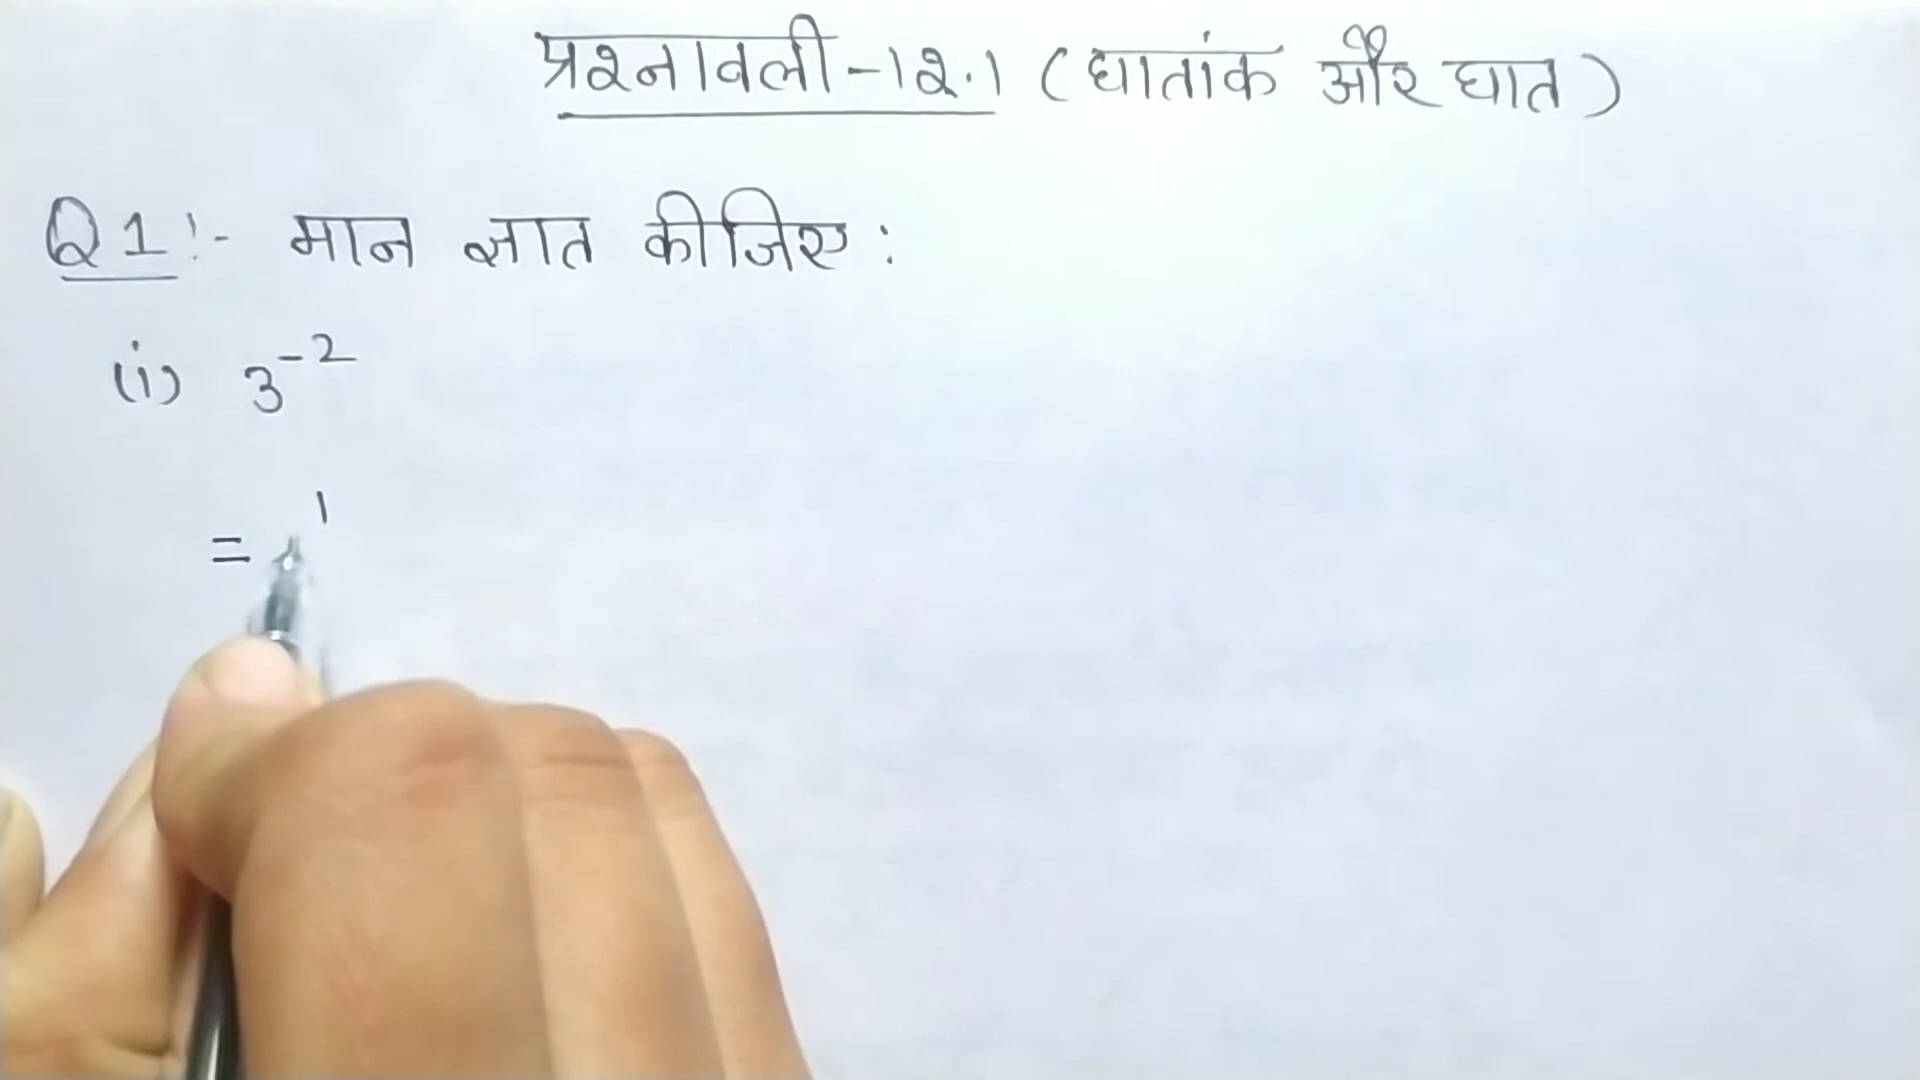 प्रश्नावली-12.1 (घातांक और घात)
Q1:- मान ज्ञात कीजिए:
(i) 3⁻²
= 1